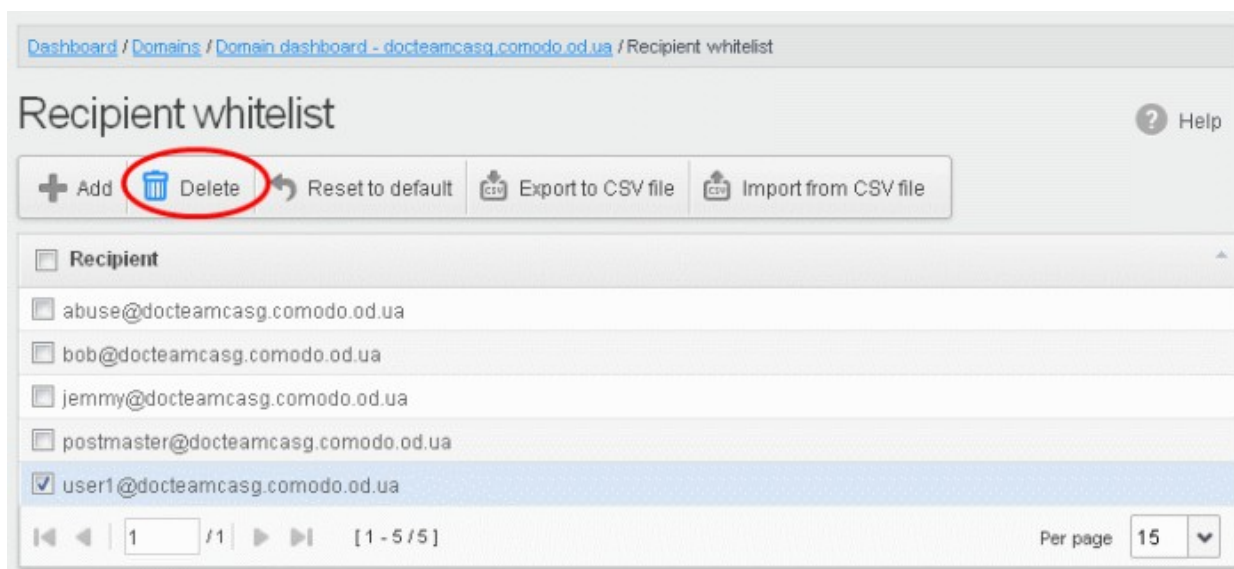 Dashboard / Domains / Domain dashboard - docteamcasg.comodo.od.ua / Recipient whitelist
Recipient whitelist
Help
Add Delete Reset to default CSV Export to CSV file CSV Import from CSV file
Recipient
abuse@docteamcasg.comodo.od.ua
bob@docteamcasg.comodo.od.ua
jemmy@docteamcasg.comodo.od.ua
postmaster@docteamcasg.comodo.od.ua
user1@docteamcasg.comodo.od.ua
1 /1 [1 - 5 / 5] Per page 15